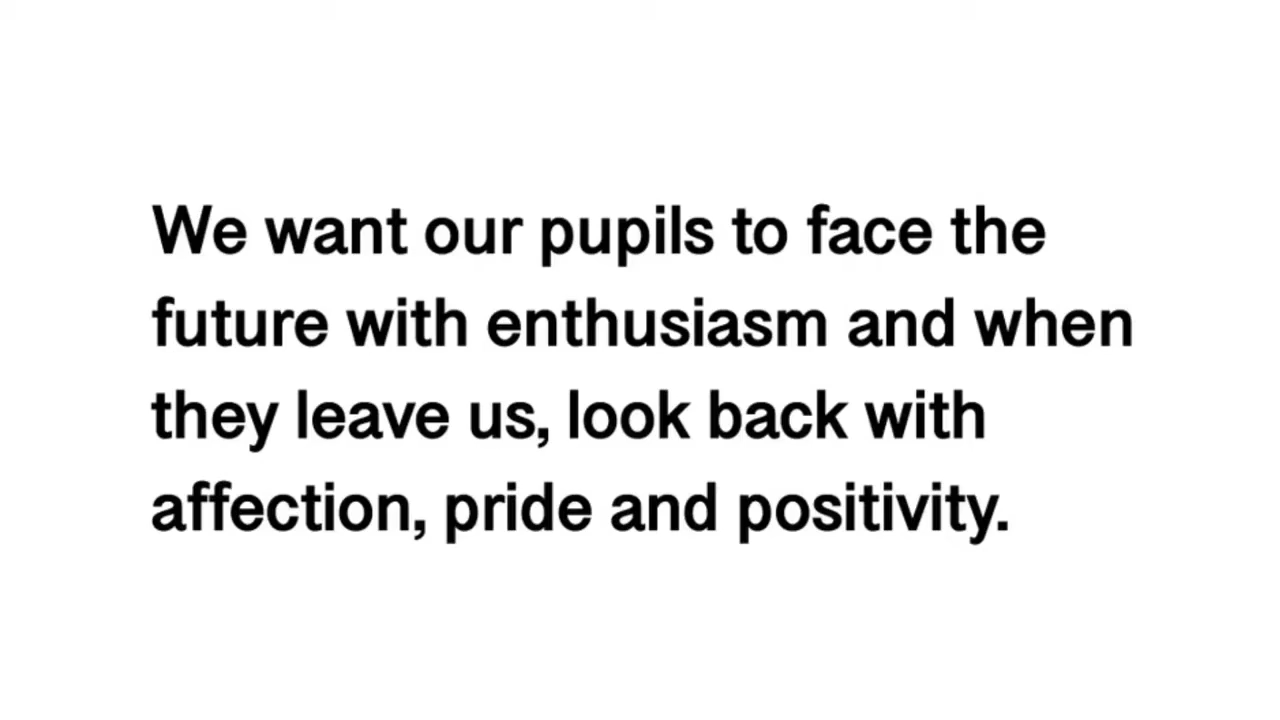 We want our pupils to face the
future with enthusiasm and when
they leave us, look back with
affection, pride and positivity.